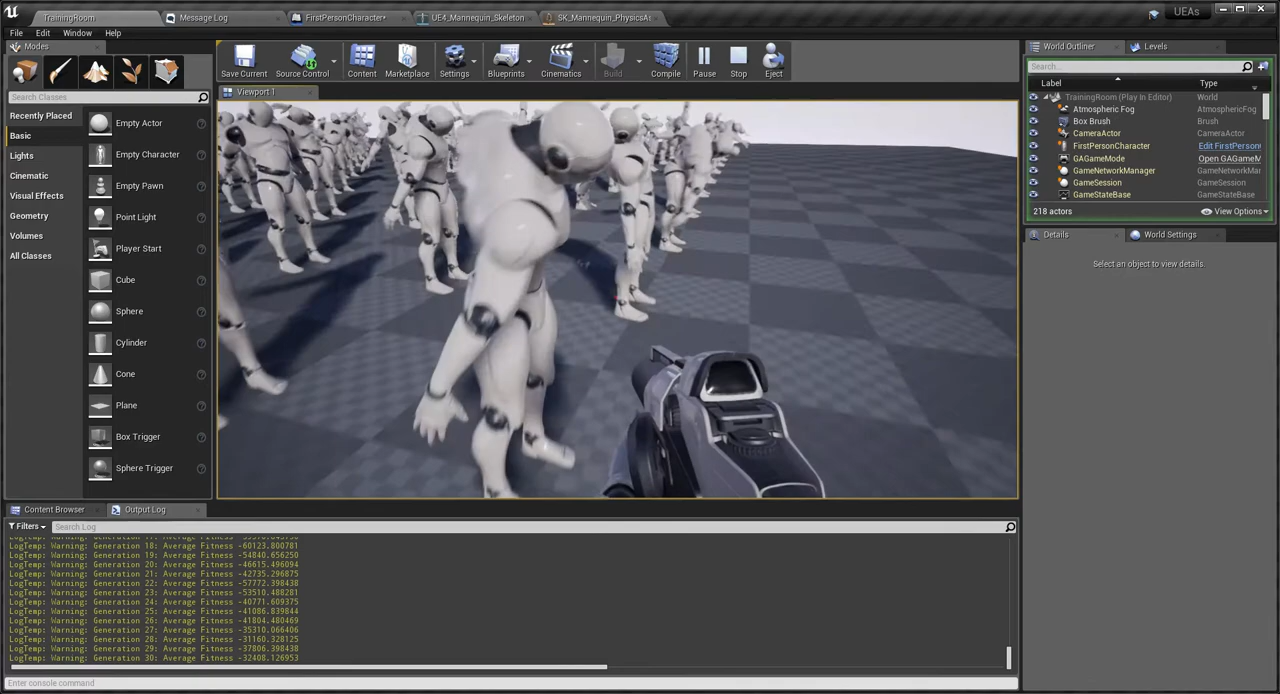 TrainingRoom
Message Log
FirstPersonCharacter*
UE4_Mannequin_Skeleton
SK_Mannequin_PhysicsAs
UEAs
File Edit Window Help
Modes
Save Current
Source Control
Content
Marketplace
Settings
Blueprints
Cinematics
Build
Compile
Pause
Stop
Eject
Search Classes
Recently Placed
Basic
Lights
Cinematic
Visual Effects
Geometry
Volumes
All Classes
Empty Actor
Empty Character
Empty Pawn
Point Light
Player Start
Cube
Sphere
Cylinder
Cone
Plane
Box Trigger
Sphere Trigger
Viewport 1
World Outliner
Levels
Search...
Label Type
TrainingRoom (Play In Editor) World
Atmospheric Fog AtmosphericFog
Box Brush Brush
CameraActor CameraActor
FirstPersonCharacter Edit FirstPerson
GAGameMode Open GAGameM
GameNetworkManager GameNetworkMar
GameSession GameSession
GameStateBase GameStateBase
218 actors View Options
Details
World Settings
Select an object to view details.
Content Browser
Output Log
Filters
Search Log
LogTemp: Warning: Generation 18: Average Fitness -60123.800781
LogTemp: Warning: Generation 19: Average Fitness -54840.656250
LogTemp: Warning: Generation 20: Average Fitness -46615.496094
LogTemp: Warning: Generation 21: Average Fitness -42735.296875
LogTemp: Warning: Generation 22: Average Fitness -57772.398438
LogTemp: Warning: Generation 23: Average Fitness -53510.488281
LogTemp: Warning: Generation 24: Average Fitness -40771.609375
LogTemp: Warning: Generation 25: Average Fitness -41086.839844
LogTemp: Warning: Generation 26: Average Fitness -41804.480469
LogTemp: Warning: Generation 27: Average Fitness -35310.066406
LogTemp: Warning: Generation 28: Average Fitness -31160.328125
LogTemp: Warning: Generation 29: Average Fitness -37806.398438
LogTemp: Warning: Generation 30: Average Fitness -32408.126953
Enter console command